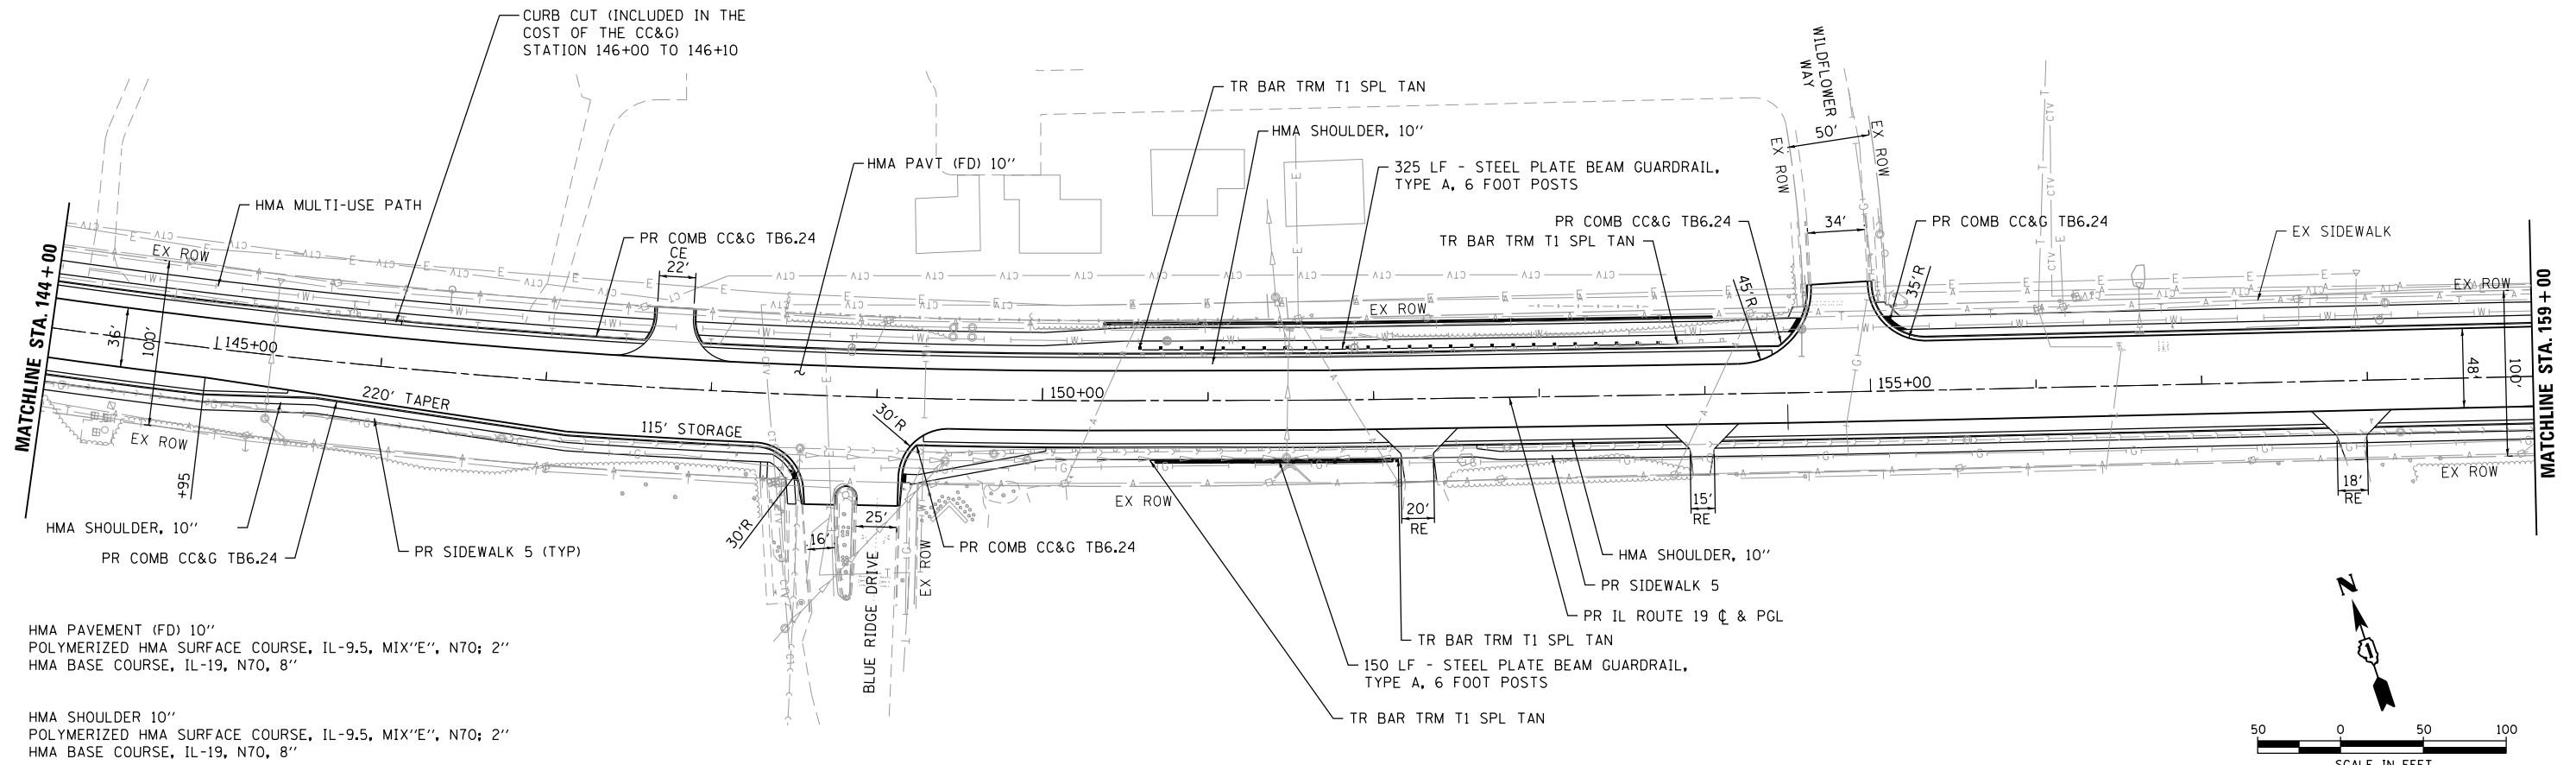 CURB CUT (INCLUDED IN THE
COST OF THE CC&G)
STATION 146+00 TO 146+10
TR BAR TRM T1 SPL TAN
HMA SHOULDER, 10''
HMA PAVT (FD) 10''
325 LF - STEEL PLATE BEAM GUARDRAIL,
TYPE A, 6 FOOT POSTS
WILDFLOWER
WAY
EX ROW
50'
EX ROW
HMA MULTI-USE PATH
PR COMB CC&G TB6.24
CE
22'
PR COMB CC&G TB6.24
TR BAR TRM T1 SPL TAN
34'
PR COMB CC&G TB6.24
EX SIDEWALK
MATCHLINE STA. 144+00
EX ROW
36'
100'
145+00
EX ROW
45'R
35'R
EX ROW
MATCHLINE STA. 159+00
220' TAPER
115' STORAGE
150+00
155+00
48'
100'
EX ROW
+95
30'R
30'R
16'
25'
BLUE RIDGE DRIVE
EX ROW
EX ROW
20'
RE
15'
RE
18'
RE
EX ROW
HMA SHOULDER, 10''
PR COMB CC&G TB6.24
PR SIDEWALK 5 (TYP)
PR COMB CC&G TB6.24
HMA SHOULDER, 10''
PR SIDEWALK 5
PR IL ROUTE 19 ℄ & PGL
TR BAR TRM T1 SPL TAN
150 LF - STEEL PLATE BEAM GUARDRAIL,
TYPE A, 6 FOOT POSTS
TR BAR TRM T1 SPL TAN
HMA PAVEMENT (FD) 10''
POLYMERIZED HMA SURFACE COURSE, IL-9.5, MIX''E'', N70; 2''
HMA BASE COURSE, IL-19, N70, 8''
HMA SHOULDER 10''
POLYMERIZED HMA SURFACE COURSE, IL-9.5, MIX''E'', N70; 2''
HMA BASE COURSE, IL-19, N70, 8''
N
50 0 50 100
SCALE IN FEET